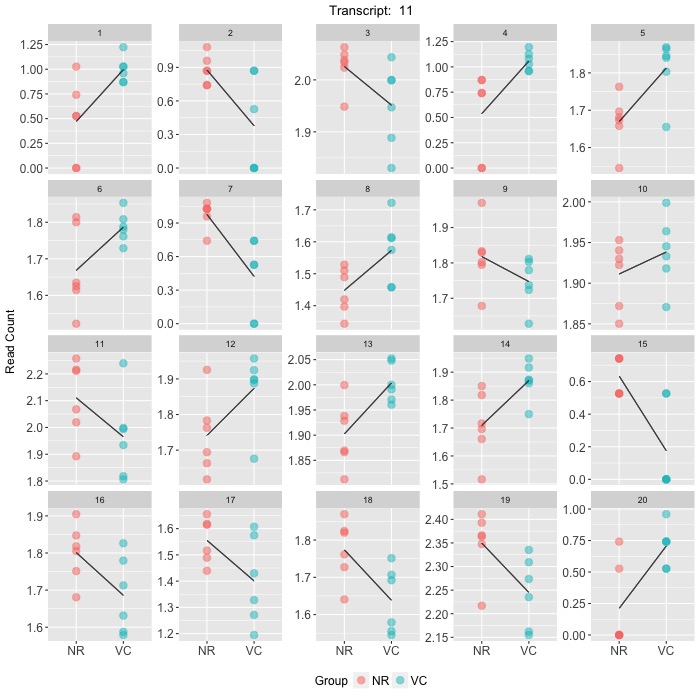 Transcript: 11
1 2 3 4 5
1.25 1.00 0.75 0.50 0.25 0.00
0.9 0.6 0.3 0.0
2.0 1.9
1.25 1.00 0.75 0.50 0.25 0.00
1.8 1.7 1.6
6 7 8 9 10
1.8 1.6
0.9 0.6 0.3 0.0
1.7 1.6 1.5 1.4
1.9 1.8 1.7
2.00 1.95 1.90 1.85
Read Count
11 12 13 14 15
2.2 2.1 2.0 1.9 1.8
1.9 1.8 1.7
2.05 2.00 1.95 1.90 1.85
1.9 1.8 1.7 1.6 1.5
0.6 0.4 0.2 0.0
16 17 18 19 20
1.9 1.8 1.7 1.6
1.6 1.5 1.4 1.3 1.2
1.8 1.7 1.6
2.40 2.35 2.30 2.25 2.20 2.15
1.00 0.75 0.50 0.25 0.00
NR VC NR VC NR VC NR VC NR VC
Group NR VC